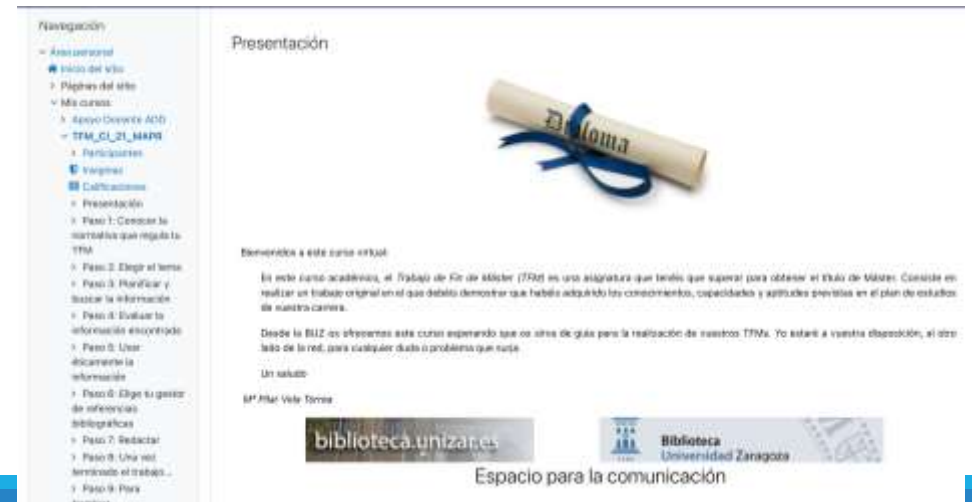 Navegación
Área personal
Inicio del sitio
Páginas del sitio
Mis cursos
Apoyo Docente ADD
TFM_CI_21_MAPR
Participantes
Insignias
Calificaciones
Presentación
Paso 1: Conocer la
normativa que regula tu
TFM
Paso 2: Elegir el tema
Paso 3: Planificar y
buscar la información
Paso 4: Evaluar la
información encontrada
Paso 5: Usar
éticamente la
información
Paso 6: Elige tu gestor
de referencias
bibliográficas
Paso 7: Redactar
Paso 8: Una vez
terminado el trabajo...
Paso 9: Para
Presentación
Diploma
Bienvenidos a este curso virtual:
En este curso académico, el Trabajo de Fin de Máster (TFM) es una asignatura que tenéis que superar para obtener el título de Máster. Consiste en
realizar un trabajo original en el que debéis demostrar que habéis adquirido los conocimientos, capacidades y aptitudes previstas en el plan de estudios
de vuestra carrera.
Desde la BUZ os ofrecemos este curso esperando que os sirva de guía para la realización de vuestros TFMs. Yo estaré a vuestra disposición, al otro
lado de la red, para cualquier duda o problema que surja.
Un saludo
Mª Pilar Vela Torres
biblioteca.unizar.es
Biblioteca
Universidad Zaragoza
Espacio para la comunicación